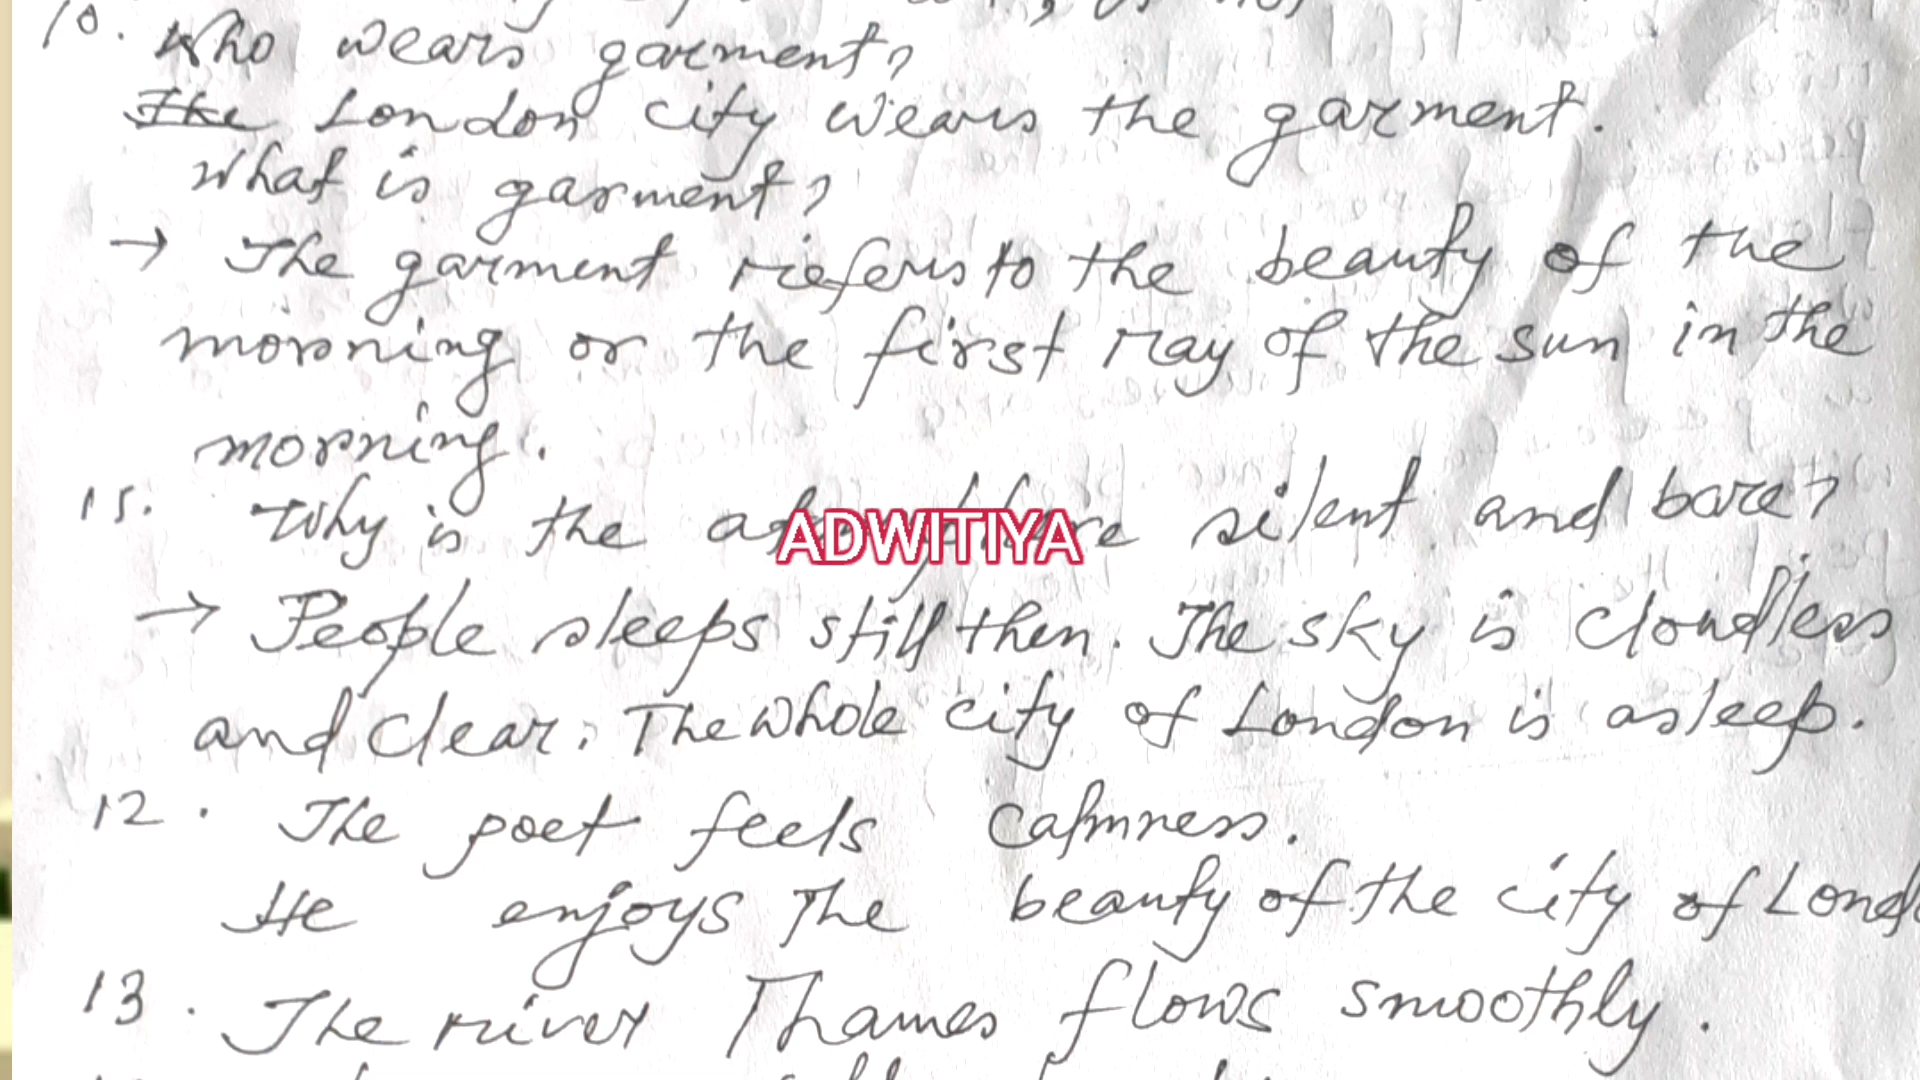 10. Who wears garment?
The London city wears the garment.
What is garment?
→ The garment refers to the beauty of the
morning or the first ray of the sun in the
morning.
11. Why is the silent and bare?
ADWITIYA
→ People sleeps still then. The sky is cloudless
and clear. The whole city of London is asleep.
12. The poet feels calmness.
He enjoys the beauty of the city of Lond
13. The river Thames flows smoothly.